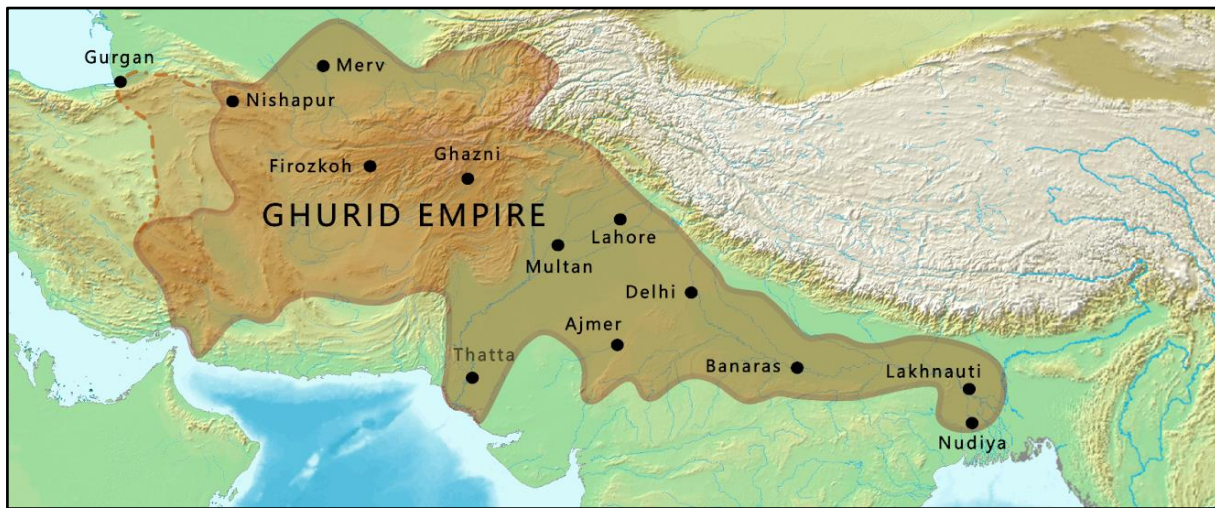 Gurgan
Merv
Nishapur
Firozkoh
Ghazni
GHURID EMPIRE
Lahore
Multan
Delhi
Ajmer
Thatta
Banaras
Lakhnauti
Nudiya